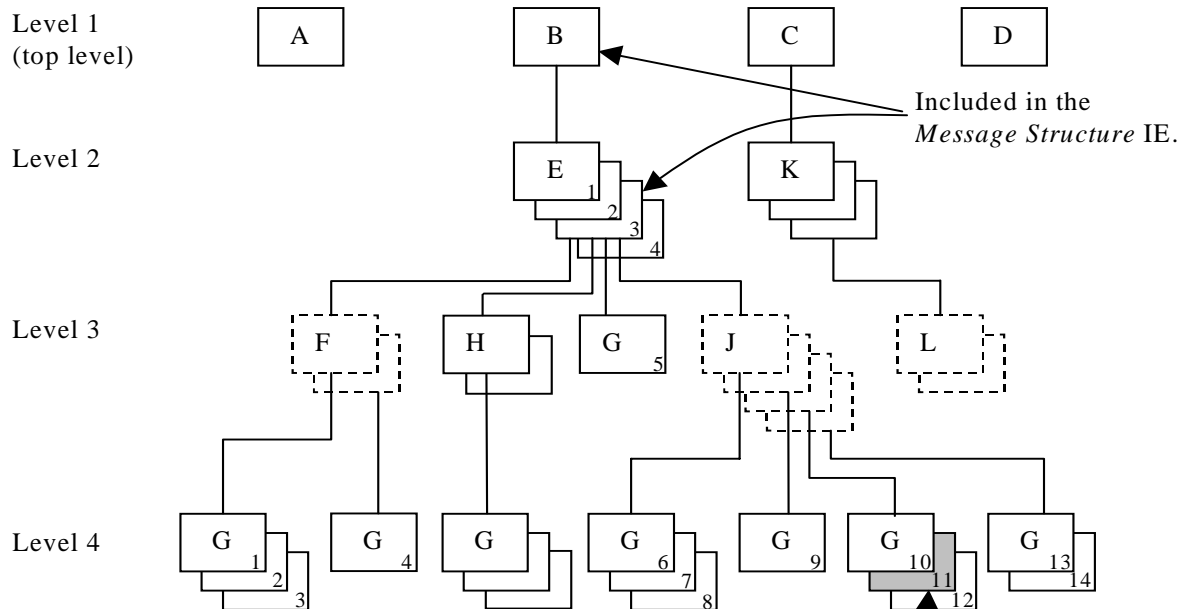 Level 1
(top level)
A
B
C
D
Included in the
Message Structure IE.
Level 2
E
1
2
3
4
K
Level 3
F
H
G
5
J
L
Level 4
G
1
2
3
G
4
G
G
6
7
8
G
9
G
10
11
12
G
13
14